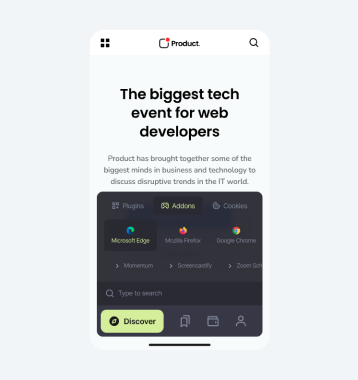 Product.
The biggest tech
event for web
developers
Product has brought together some of the
biggest minds in business and technology to
discuss disruptive trends in the IT world.
Plugins Addons Cookies
Microsoft Edge Mozilla Firefox Google Chrome
Momentum Screencastify Zoom Sch
Type to search
Discover